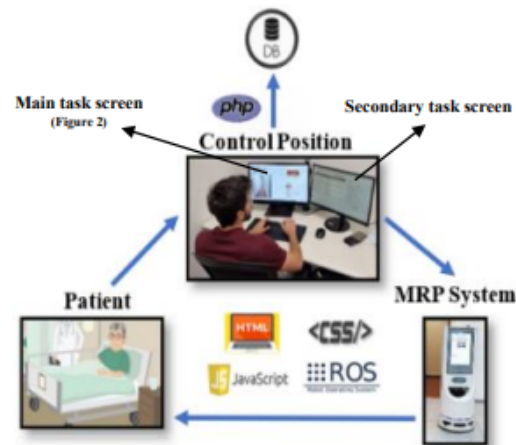 DB
php
Main task screen
(Figure 2)
Secondary task screen
Control Position
Patient
MRP System
HTML
<CSS/>
JS JavaScript
ROS